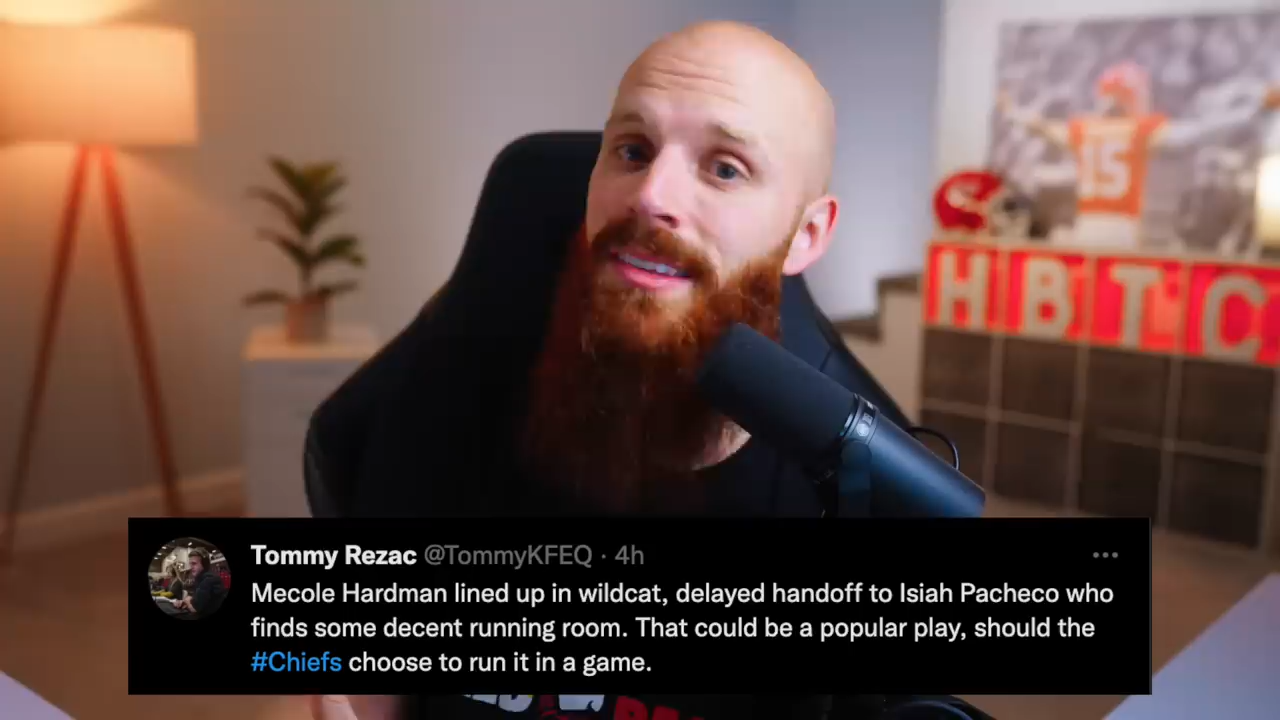 15
HBTC
Tommy Rezac @TommyKFEQ · 4h
Mecole Hardman lined up in wildcat, delayed handoff to Isiah Pacheco who
finds some decent running room. That could be a popular play, should the
#Chiefs choose to run it in a game.